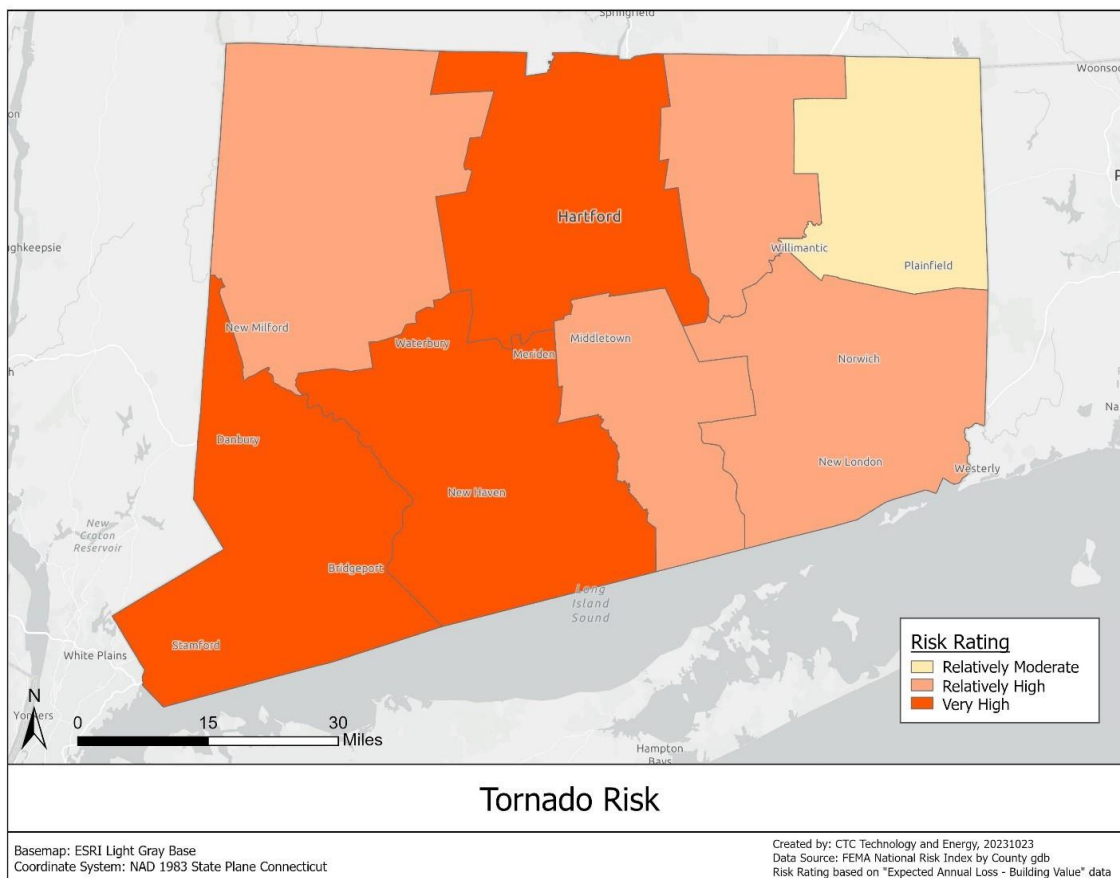 Springfield
Woonsoc
Hartford
ghkeepsie
Willimantic
Plainfield
New Milford
Waterbury
Meriden
Middletown
Norwich
Danbury
New London
Westerly
New Haven
New
Croton
Reservoir
Bridgeport
Long
Island
Sound
Stamford
White Plains
Yonkers
N
0 15 30
Miles
Hampton
Bays
Risk Rating
Relatively Moderate
Relatively High
Very High
Tornado Risk
Basemap: ESRI Light Gray Base
Coordinate System: NAD 1983 State Plane Connecticut
Created by: CTC Technology and Energy, 20231023
Data Source: FEMA National Risk Index by County gdb
Risk Rating based on "Expected Annual Loss - Building Value" data